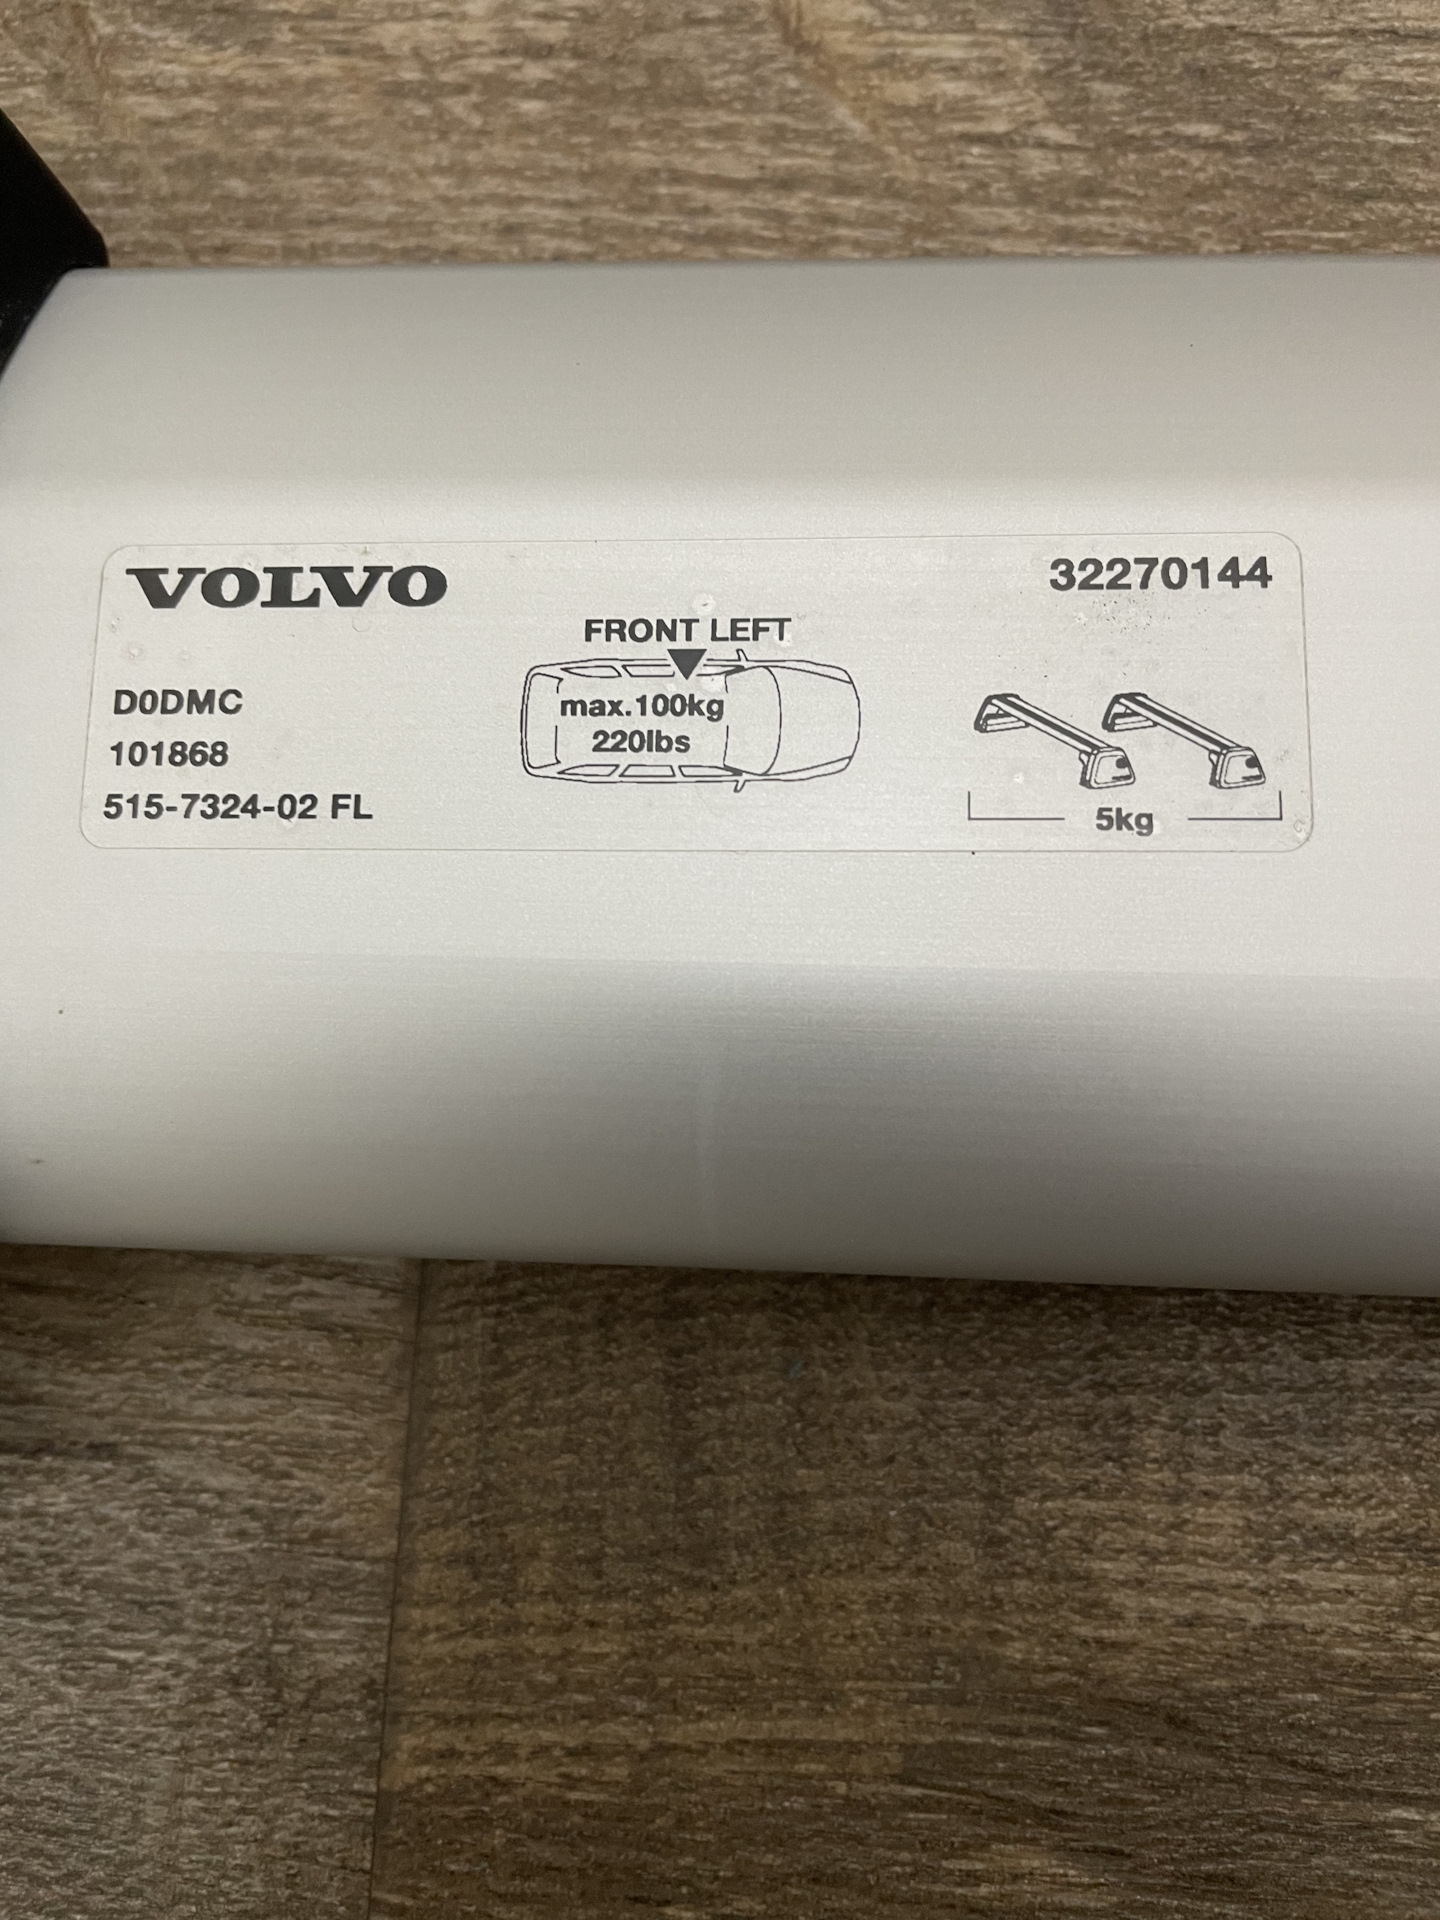 VOLVO
32270144
FRONT LEFT
max.100kg
220lbs
D0DMC
101868
515-7324-02 FL
5kg